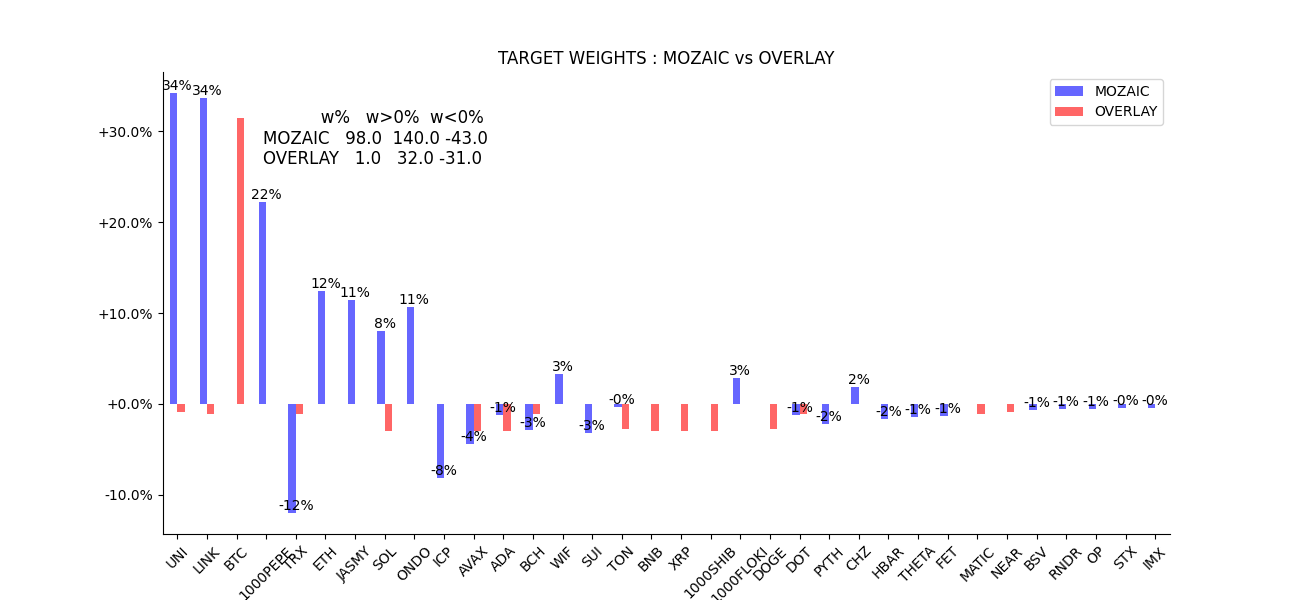 TARGET WEIGHTS : MOZAIC vs OVERLAY
MOZAIC
OVERLAY
w% w>0% w<0%
MOZAIC 98.0 140.0 -43.0
OVERLAY 1.0 32.0 -31.0
+30.0%
+20.0%
+10.0%
+0.0%
-10.0%
34% 34% 22% -12% 12% 11% 8% 11% -8% -4% -1% -3% 3% -3% -0% 3% -1% -2% 2% -2% -1% -1% -1% -1% -1% -0% -0%
UNI LINK BTC 1000PEPE TRX ETH JASMY SOL ONDO ICP AVAX ADA BCH WIF SUI TON BNB XRP 1000SHIB 1000FLOKI DOGE DOT PYTH CHZ HBAR THETA FET MATIC NEAR BSV RNDR OP STX IMX